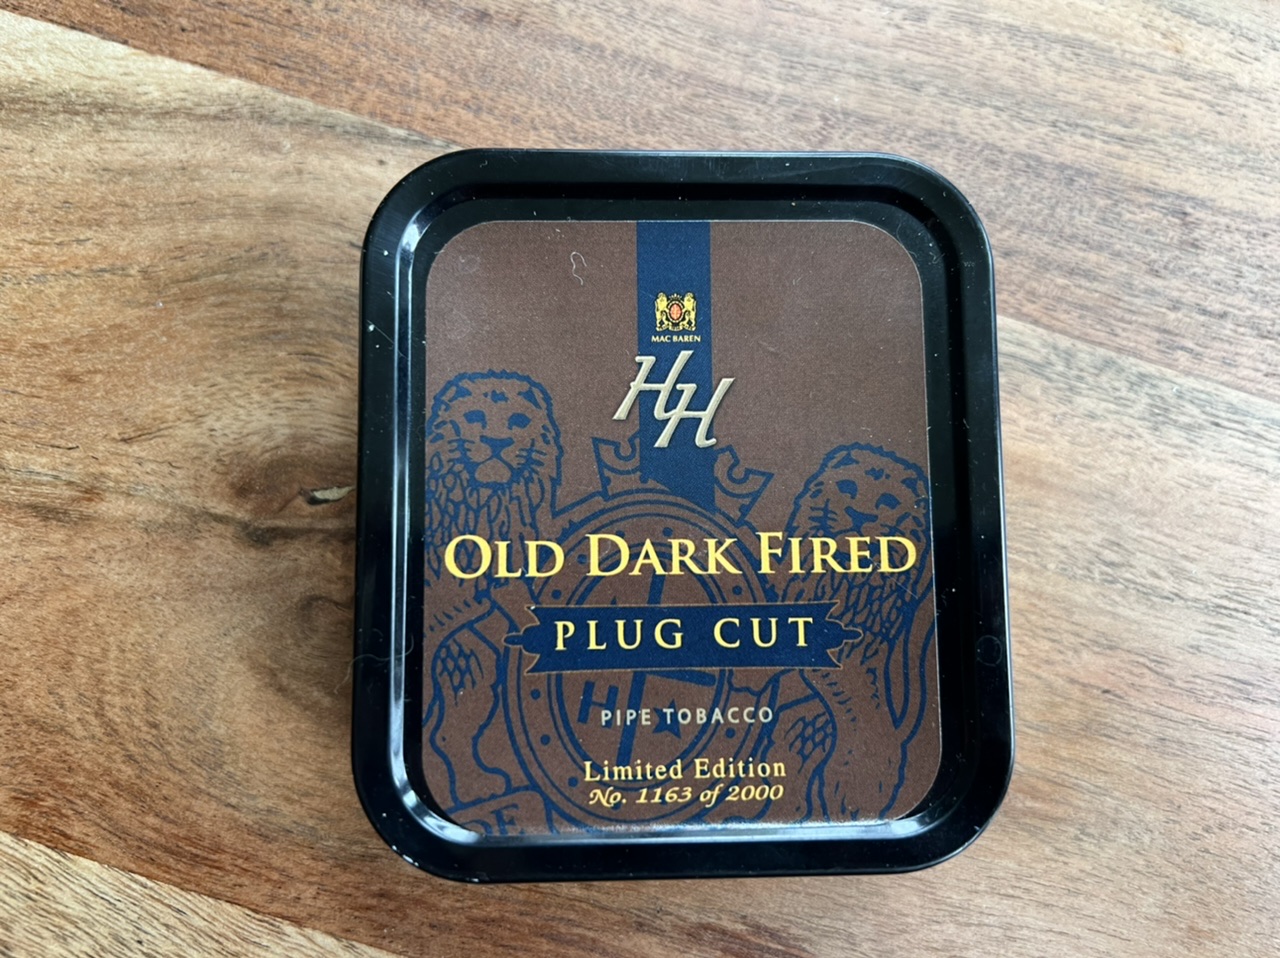 MAC BAREN
HH
OLD DARK FIRED
PLUG CUT
PIPE TOBACCO
Limited Edition
No. 1163 of 2000